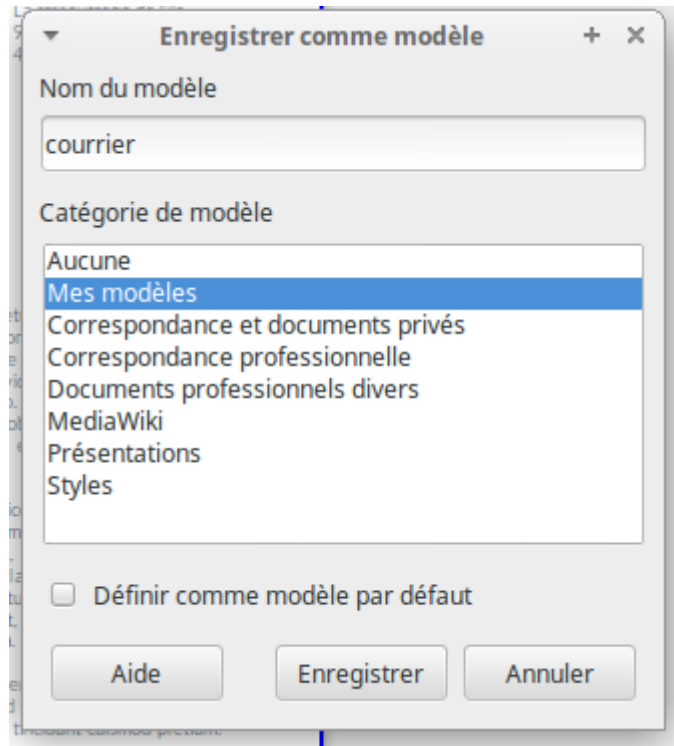 Enregistrer comme modèle
Nom du modèle
courrier
Catégorie de modèle
Aucune
Mes modèles
Correspondance et documents privés
Correspondance professionnelle
Documents professionnels divers
MediaWiki
Présentations
Styles
Définir comme modèle par défaut
Aide Enregistrer Annuler